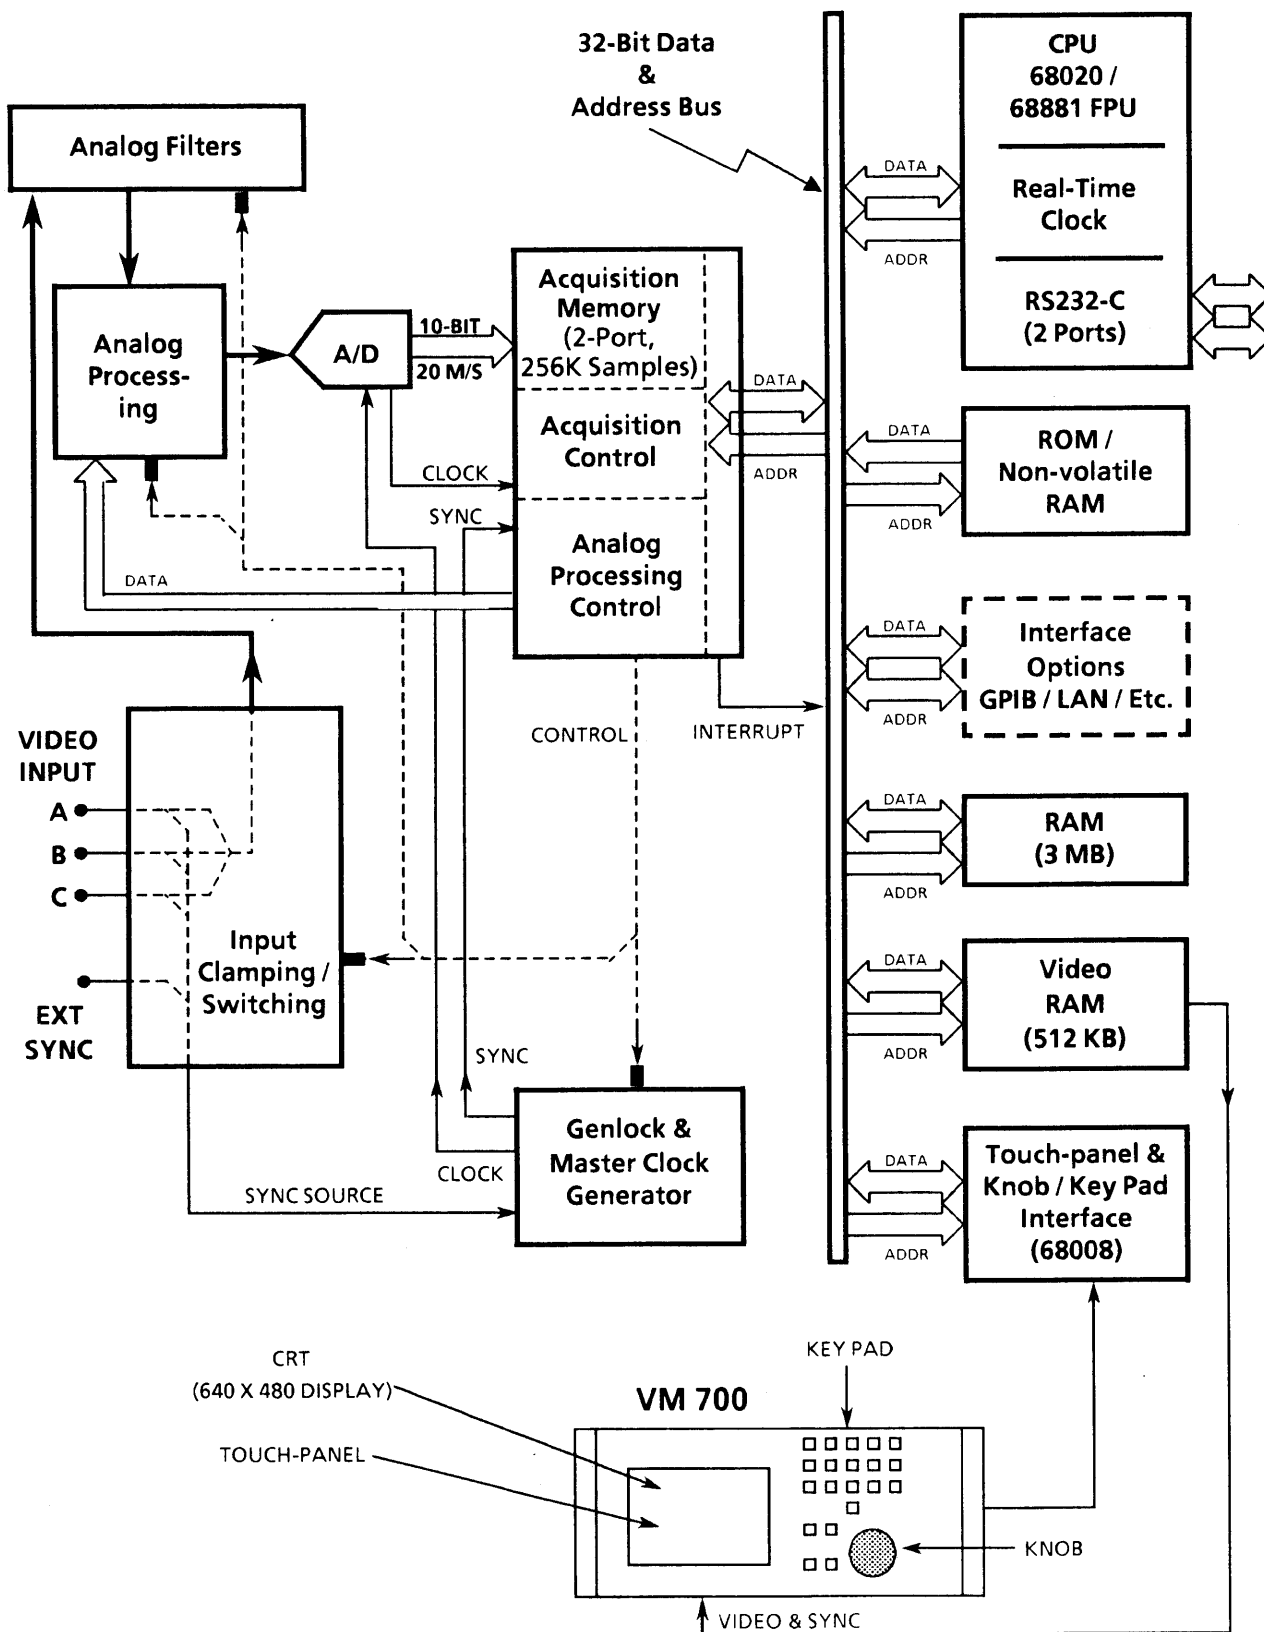 32-Bit Data
&
Address Bus
CPU
68020 /
68881 FPU
Real-Time
Clock
RS232-C
(2 Ports)
DATA
ADDR
Analog Filters
Analog
Process-
ing
A/D
10-BIT
20 M/S
Acquisition
Memory
(2-Port,
256K Samples)
Acquisition
Control
Analog
Processing
Control
DATA
ADDR
CLOCK
SYNC
DATA
DATA
ADDR
ROM /
Non-volatile
RAM
DATA
ADDR
Interface
Options
GPIB / LAN / Etc.
CONTROL
INTERRUPT
VIDEO
INPUT
A
B
C
EXT
SYNC
Input
Clamping /
Switching
DATA
ADDR
RAM
(3 MB)
DATA
ADDR
Video
RAM
(512 KB)
SYNC
CLOCK
SYNC SOURCE
Genlock &
Master Clock
Generator
DATA
ADDR
Touch-panel &
Knob / Key Pad
Interface
(68008)
CRT
(640 X 480 DISPLAY)
TOUCH-PANEL
VM 700
KEY PAD
KNOB
VIDEO & SYNC